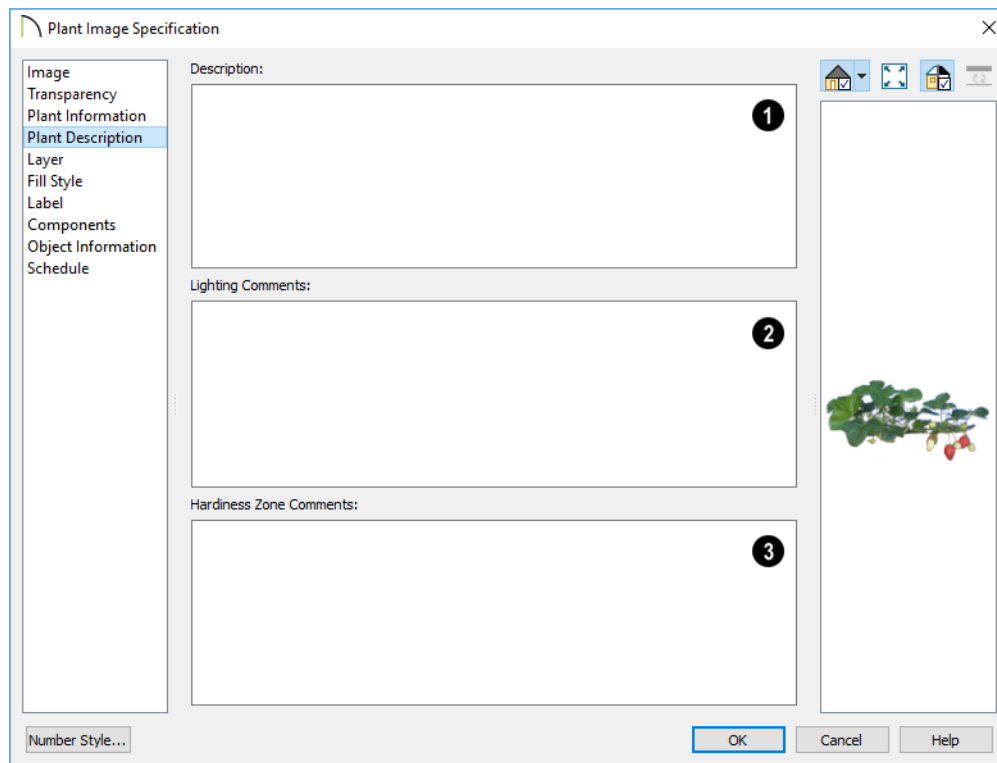 Plant Image Specification
Image
Transparency
Plant Information
Plant Description
Layer
Fill Style
Label
Components
Object Information
Schedule
Description:
1
Lighting Comments:
2
Hardiness Zone Comments:
3
Number Style...
OK
Cancel
Help